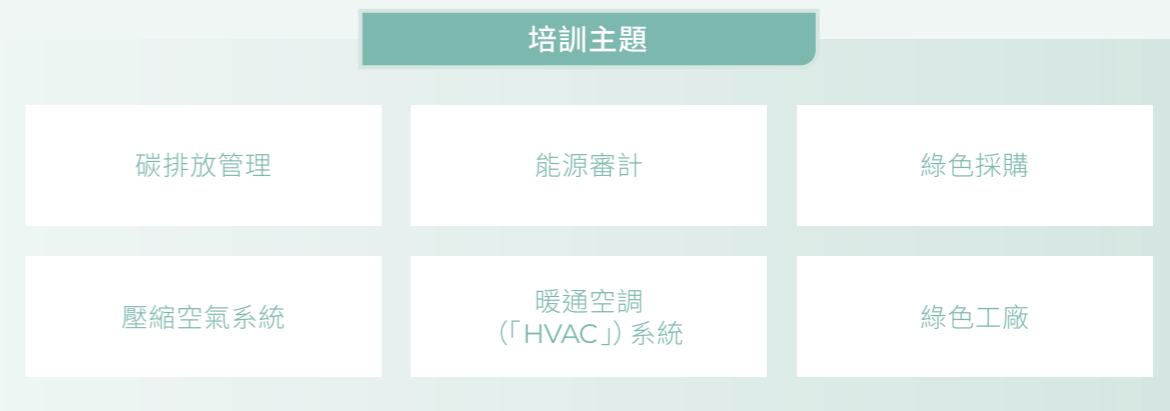 培訓主題
碳排放管理
能源審計
綠色採購
壓縮空氣系統
暖通空調
(「HVAC」) 系統
綠色工廠